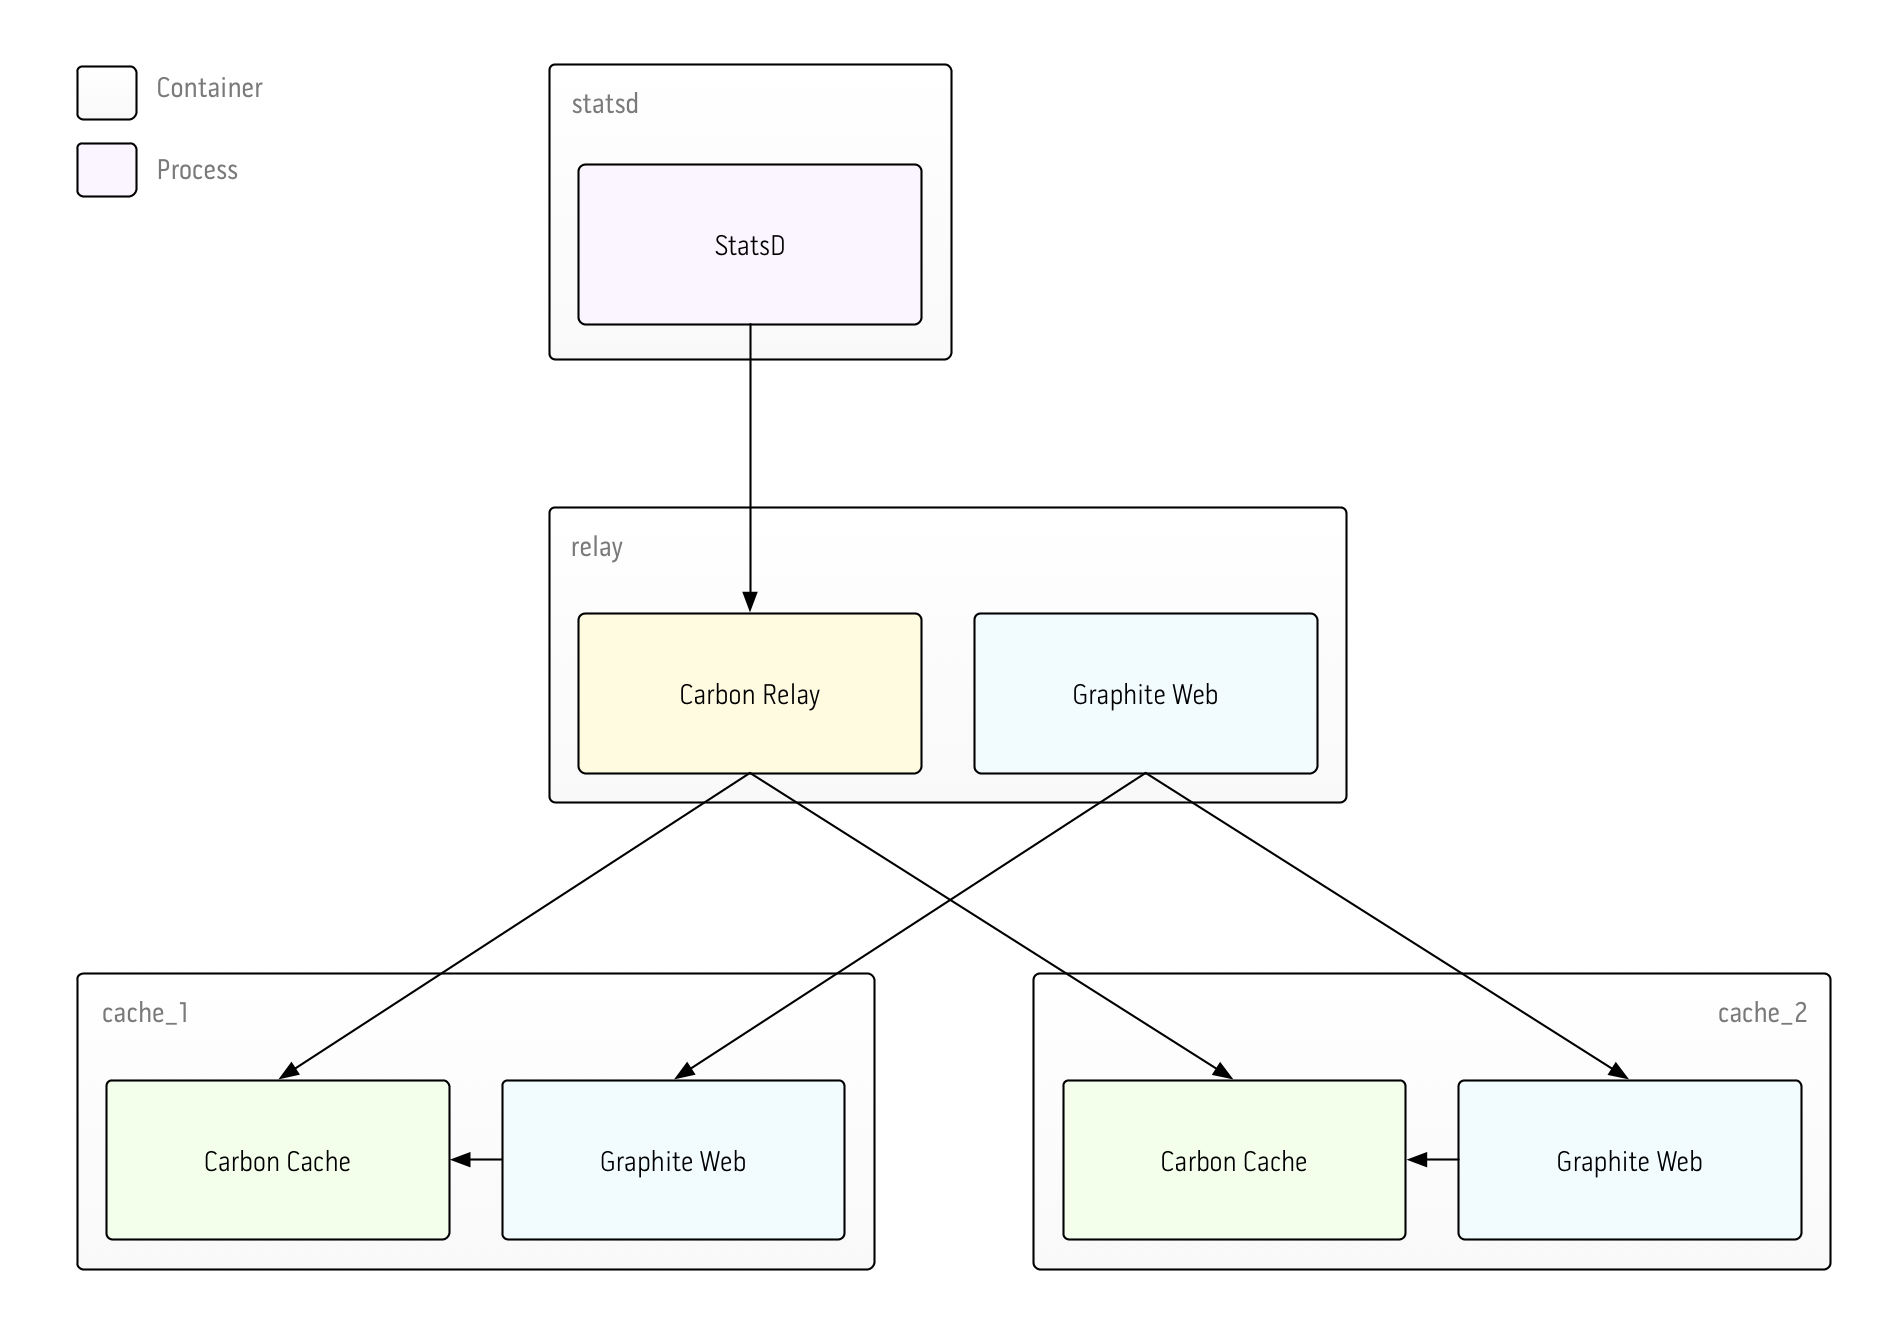 Container
Process
statsd
StatsD
relay
Carbon Relay
Graphite Web
cache_1
Carbon Cache
Graphite Web
cache_2
Carbon Cache
Graphite Web